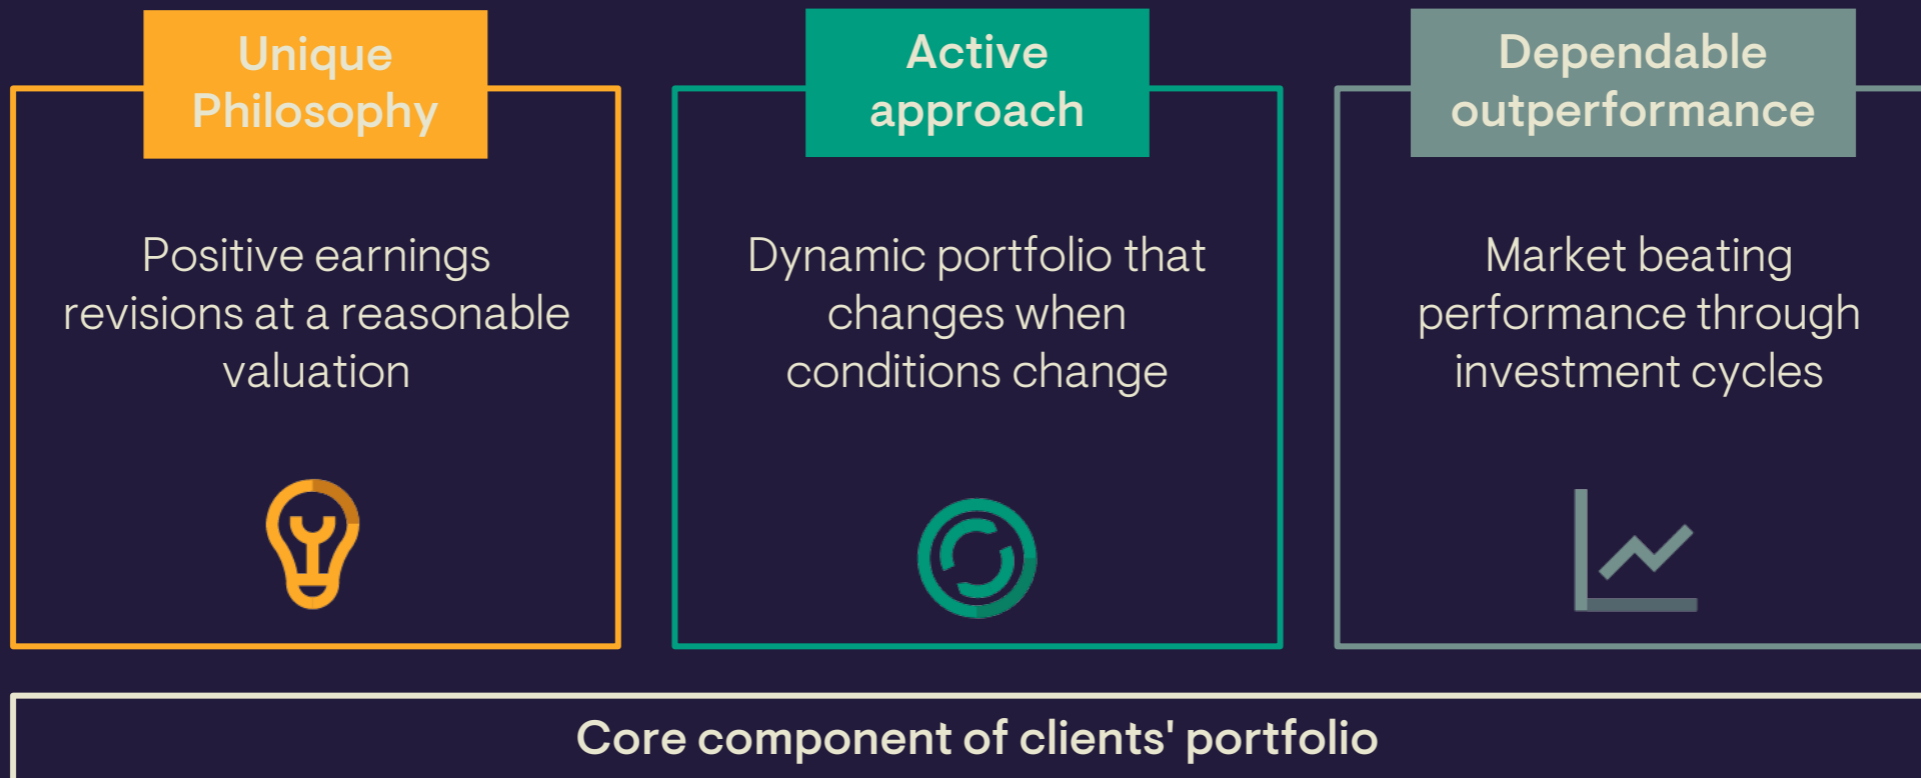 Unique
Philosophy
Positive earnings
revisions at a reasonable
valuation
Active
approach
Dynamic portfolio that
changes when
conditions change
Dependable
outperformance
Market beating
performance through
investment cycles
Core component of clients' portfolio